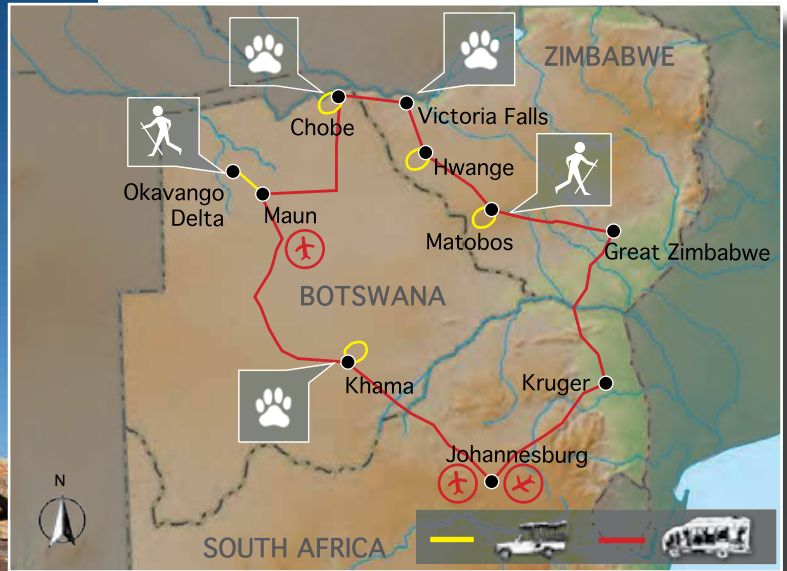 ZIMBABWE
Chobe
Victoria Falls
Hwange
Okavango
Delta
Maun
Matobos
Great Zimbabwe
BOTSWANA
Khama
Kruger
Johannesburg
N
SOUTH AFRICA